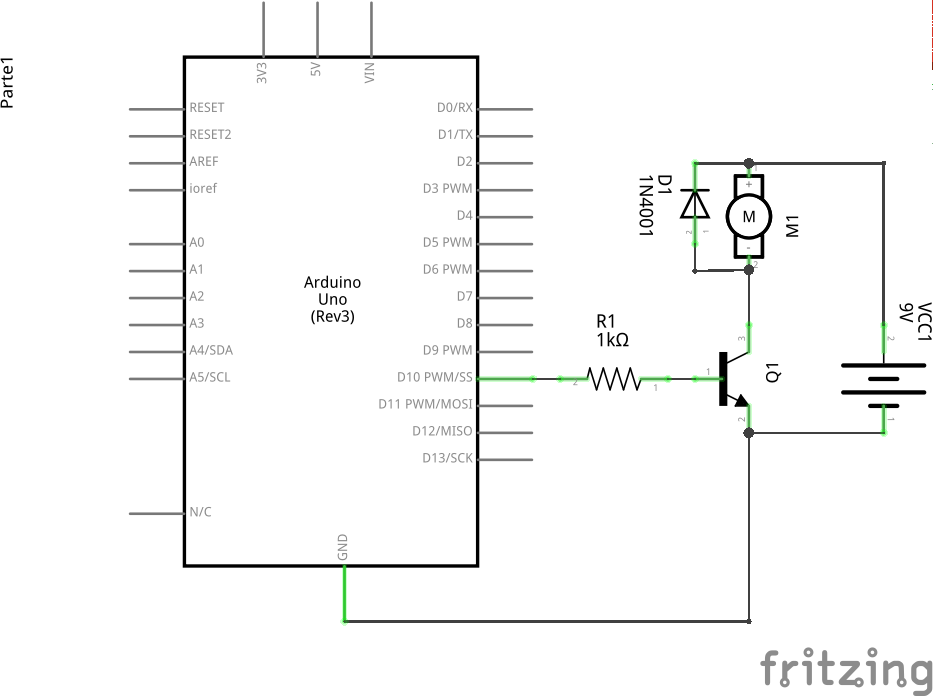 Parte1
3V3
5V
VIN
RESET
D0/RX
RESET2
D1/TX
AREF
D2
ioref
D3 PWM
D4
A0
D5 PWM
A1
D6 PWM
A2
D7
A3
D8
A4/SDA
D9 PWM
A5/SCL
D10 PWM/SS
D11 PWM/MOSI
D12/MISO
D13/SCK
N/C
GND
Arduino
Uno
(Rev3)
D1
1N4001
2
1
+
M
-
2
M1
R1
1kΩ
2
1
3
1
2
Q1
VCC1
9V
2
1
fritzing